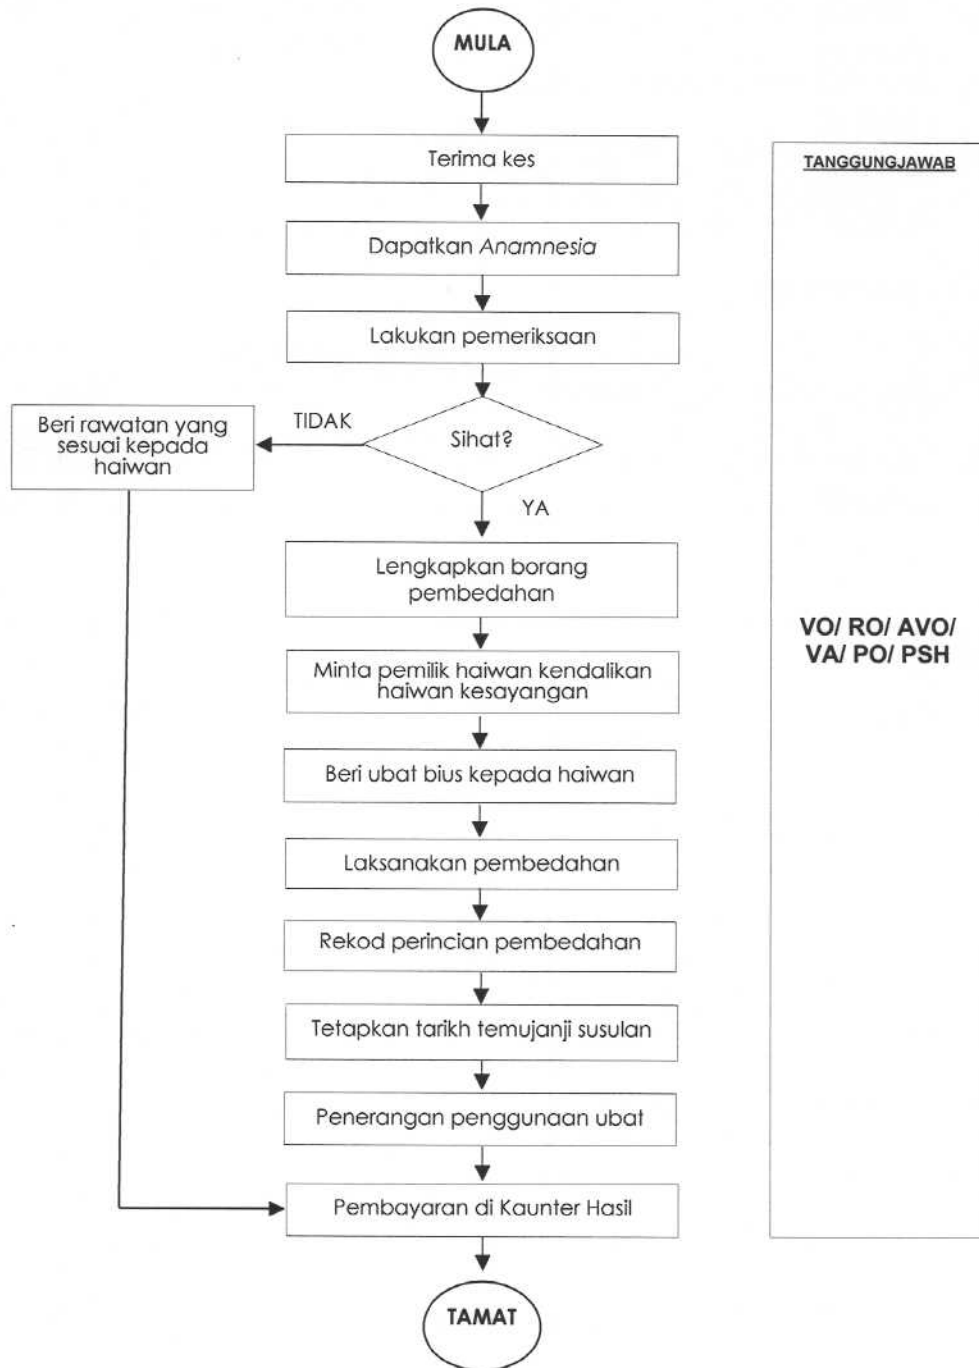 MULA
Terima kes
TANGGUNGJAWAB
Dapatkan Anamnesia
Lakukan pemeriksaan
Sihat?
TIDAK
Beri rawatan yang
sesuai kepada
haiwan
YA
Lengkapkan borang
pembedahan
VO/ RO/ AVO/
VA/ PO/ PSH
Minta pemilik haiwan kendalikan
haiwan kesayangan
Beri ubat bius kepada haiwan
Laksanakan pembedahan
Rekod perincian pembedahan
Tetapkan tarikh temujanji susulan
Penerangan penggunaan ubat
Pembayaran di Kaunter Hasil
TAMAT